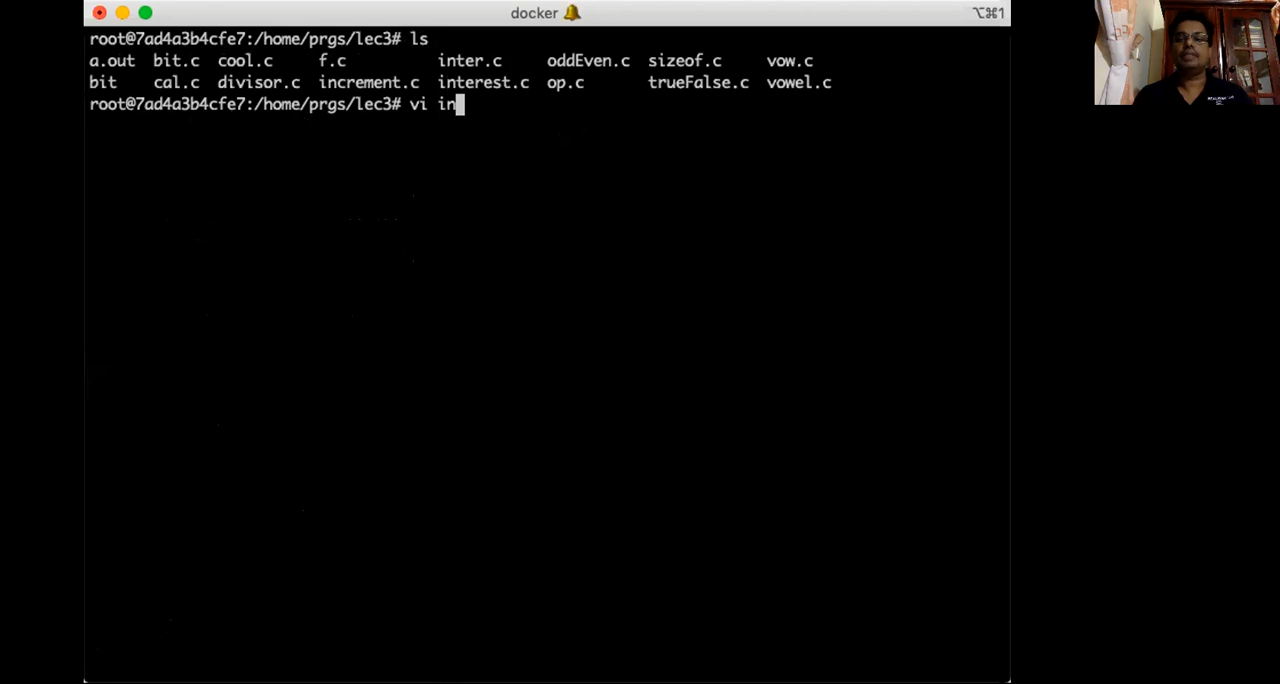 docker 🔔 ⌥⌘1
root@7ad4a3b4cfe7:/home/prgs/lec3# ls
a.out bit.c cool.c f.c inter.c oddEven.c sizeof.c vow.c
bit cal.c divisor.c increment.c interest.c op.c trueFalse.c vowel.c
root@7ad4a3b4cfe7:/home/prgs/lec3# vi in